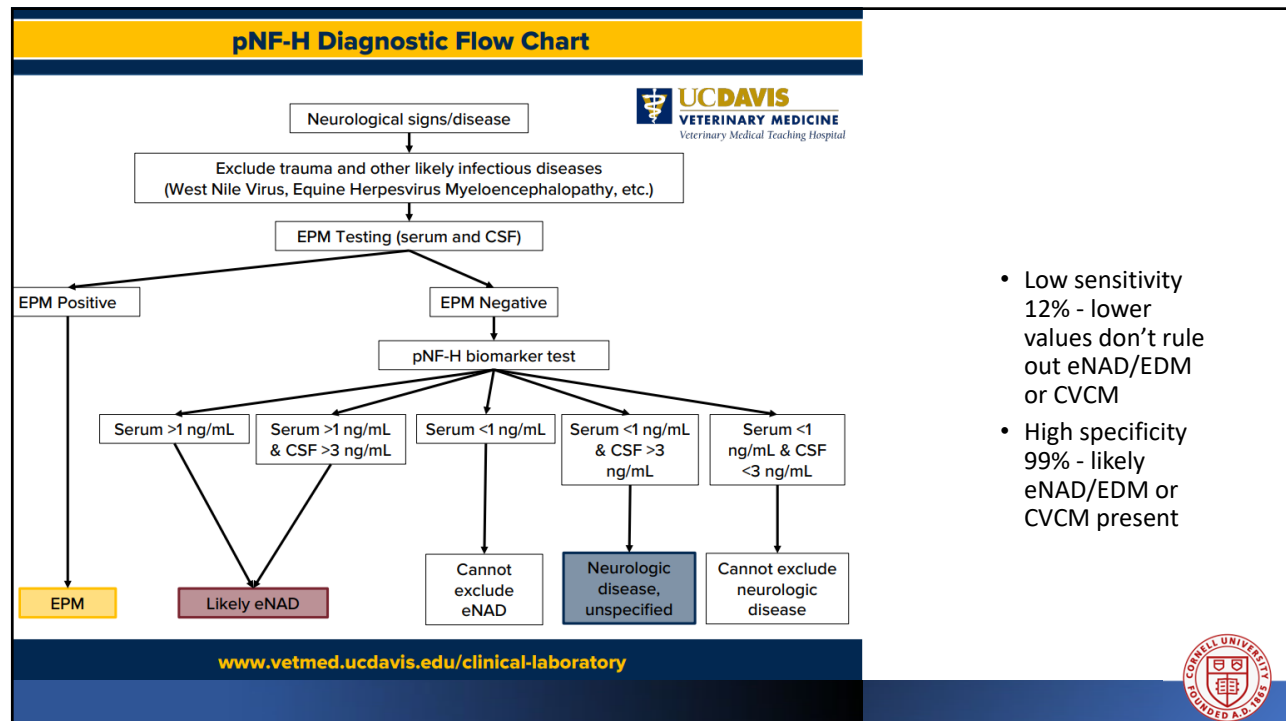 pNF-H Diagnostic Flow Chart
UCDAVIS
VETERINARY MEDICINE
Veterinary Medical Teaching Hospital
Neurological signs/disease
Exclude trauma and other likely infectious diseases
(West Nile Virus, Equine Herpesvirus Myeloencephalopathy, etc.)
EPM Testing (serum and CSF)
EPM Positive
EPM Negative
pNF-H biomarker test
Serum >1 ng/mL
Serum >1 ng/mL
& CSF >3 ng/mL
Serum <1 ng/mL
Serum <1 ng/mL
& CSF >3
ng/mL
Serum <1
ng/mL & CSF
<3 ng/mL
EPM
Likely eNAD
Cannot
exclude
eNAD
Neurologic
disease,
unspecified
Cannot exclude
neurologic
disease
www.vetmed.ucdavis.edu/clinical-laboratory
• Low sensitivity
12% - lower
values don’t rule
out eNAD/EDM
or CVCM
• High specificity
99% - likely
eNAD/EDM or
CVCM present
CORNELL UNIVERSITY
FOUNDED A.D. 1865